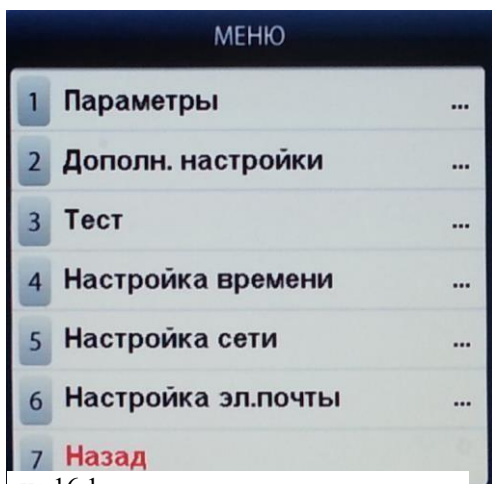 МЕНЮ
1 Параметры ...
2 Дополн. настройки ...
3 Тест ...
4 Настройка времени ...
5 Настройка сети ...
6 Настройка эл.почты ...
7 Назад